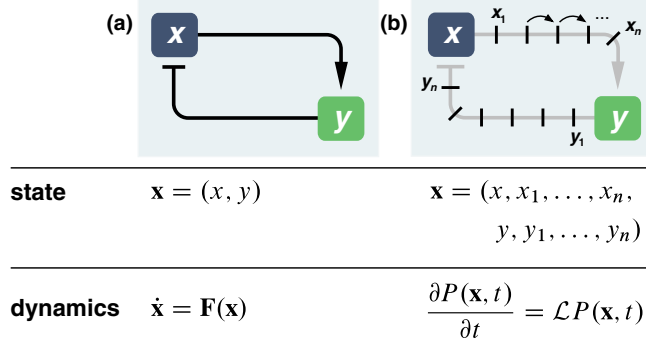 (a) (b)
x x x₁ ... xₙ
yₙ
y y₁ y
state x = (x, y) x = (x, x₁, . . . , xₙ,
y, y₁, . . . , yₙ)
dynamics ẋ = F(x) ∂P(x, t)/∂t = ℒP(x, t)